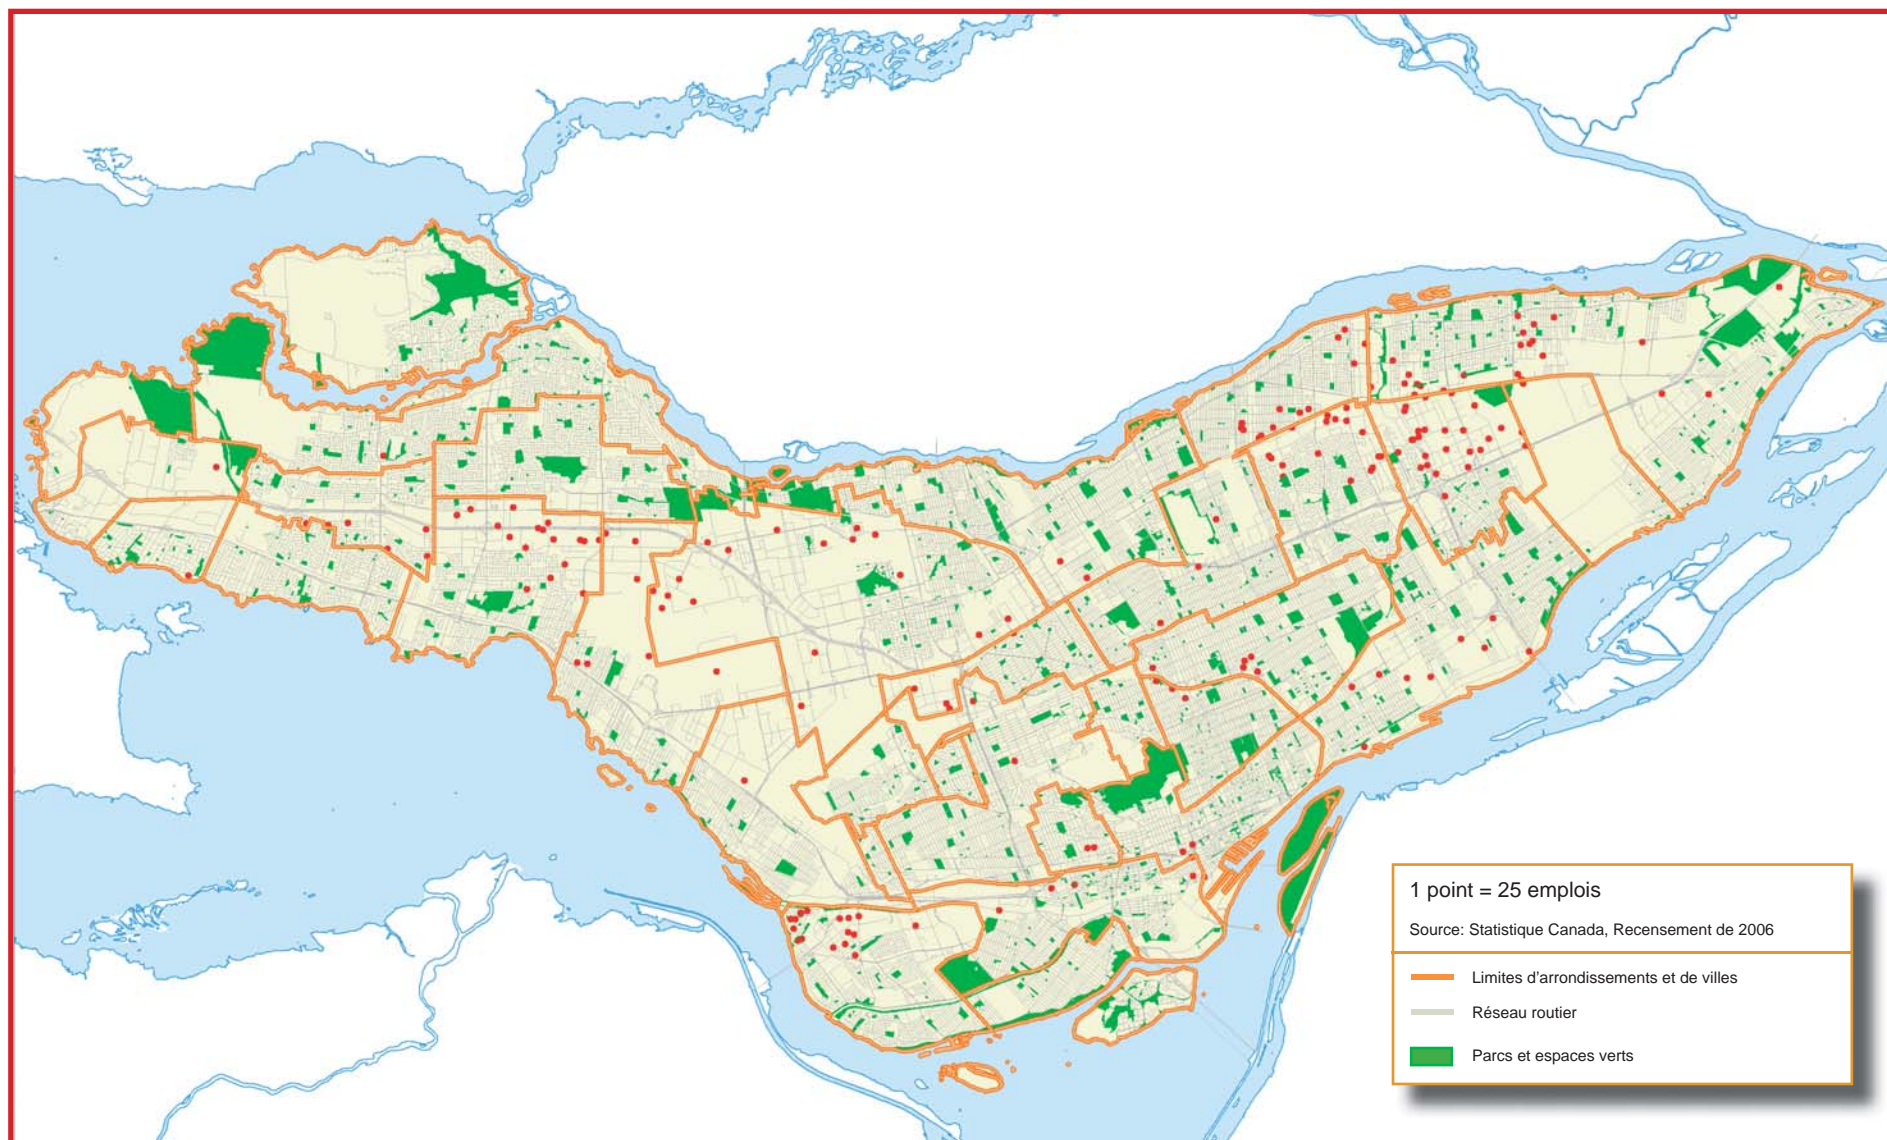 1 point = 25 emplois
Source: Statistique Canada, Recensement de 2006
Limites d'arrondissements et de villes
Réseau routier
Parcs et espaces verts